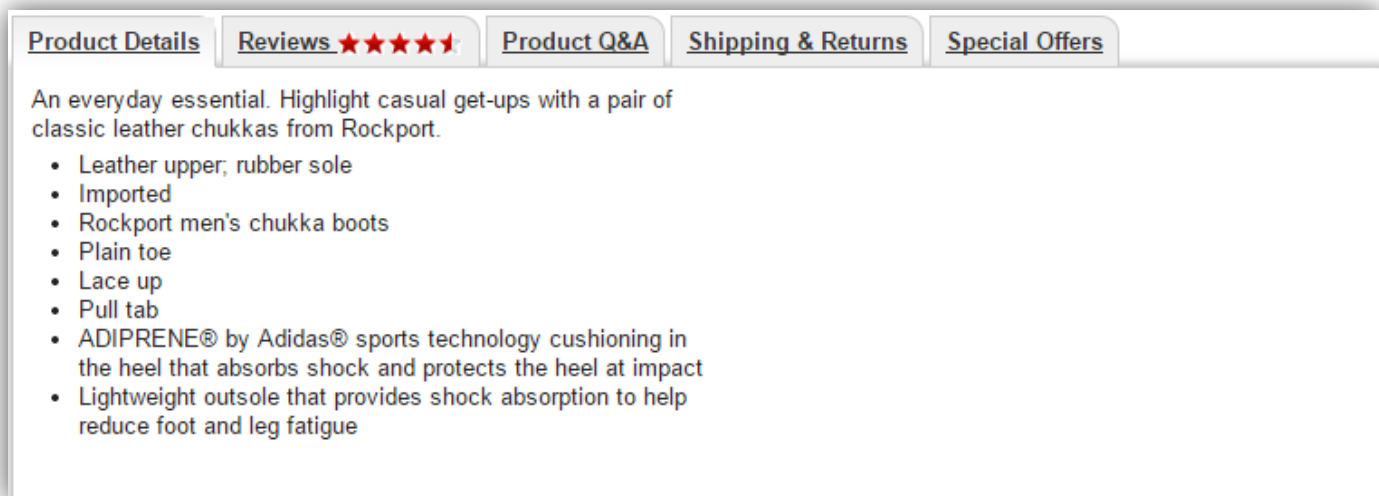 Product Details Reviews Product Q&A Shipping & Returns Special Offers
An everyday essential. Highlight casual get-ups with a pair of
classic leather chukkas from Rockport.
• Leather upper; rubber sole
• Imported
• Rockport men's chukka boots
• Plain toe
• Lace up
• Pull tab
• ADIPRENE® by Adidas® sports technology cushioning in
the heel that absorbs shock and protects the heel at impact
• Lightweight outsole that provides shock absorption to help
reduce foot and leg fatigue